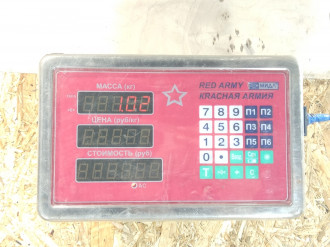 МАССА (кг)
RED ARMY
КРАСНАЯ АРМИЯ
1.02
ЦЕНА (руб/кг)
СТОИМОСТЬ (руб)
7 8 9 П1 П2
4 5 6 П3 П4
1 2 3 П5 П6
0
T